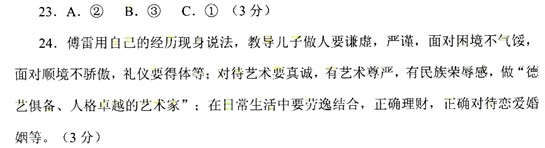 23. A. ② B. ③ C. ①（3 分）
24. 傅雷用自己的经历现身说法，教导儿子做人要谦虚，严谨，面对困境不气馁，
面对顺境不骄傲，礼仪要得体等；对待艺术要真诚，有艺术尊严，有民族荣辱感，做“德
艺俱备、人格卓越的艺术家”；在日常生活中要劳逸结合，正确理财，正确对待恋爱婚
姻等。（3 分）